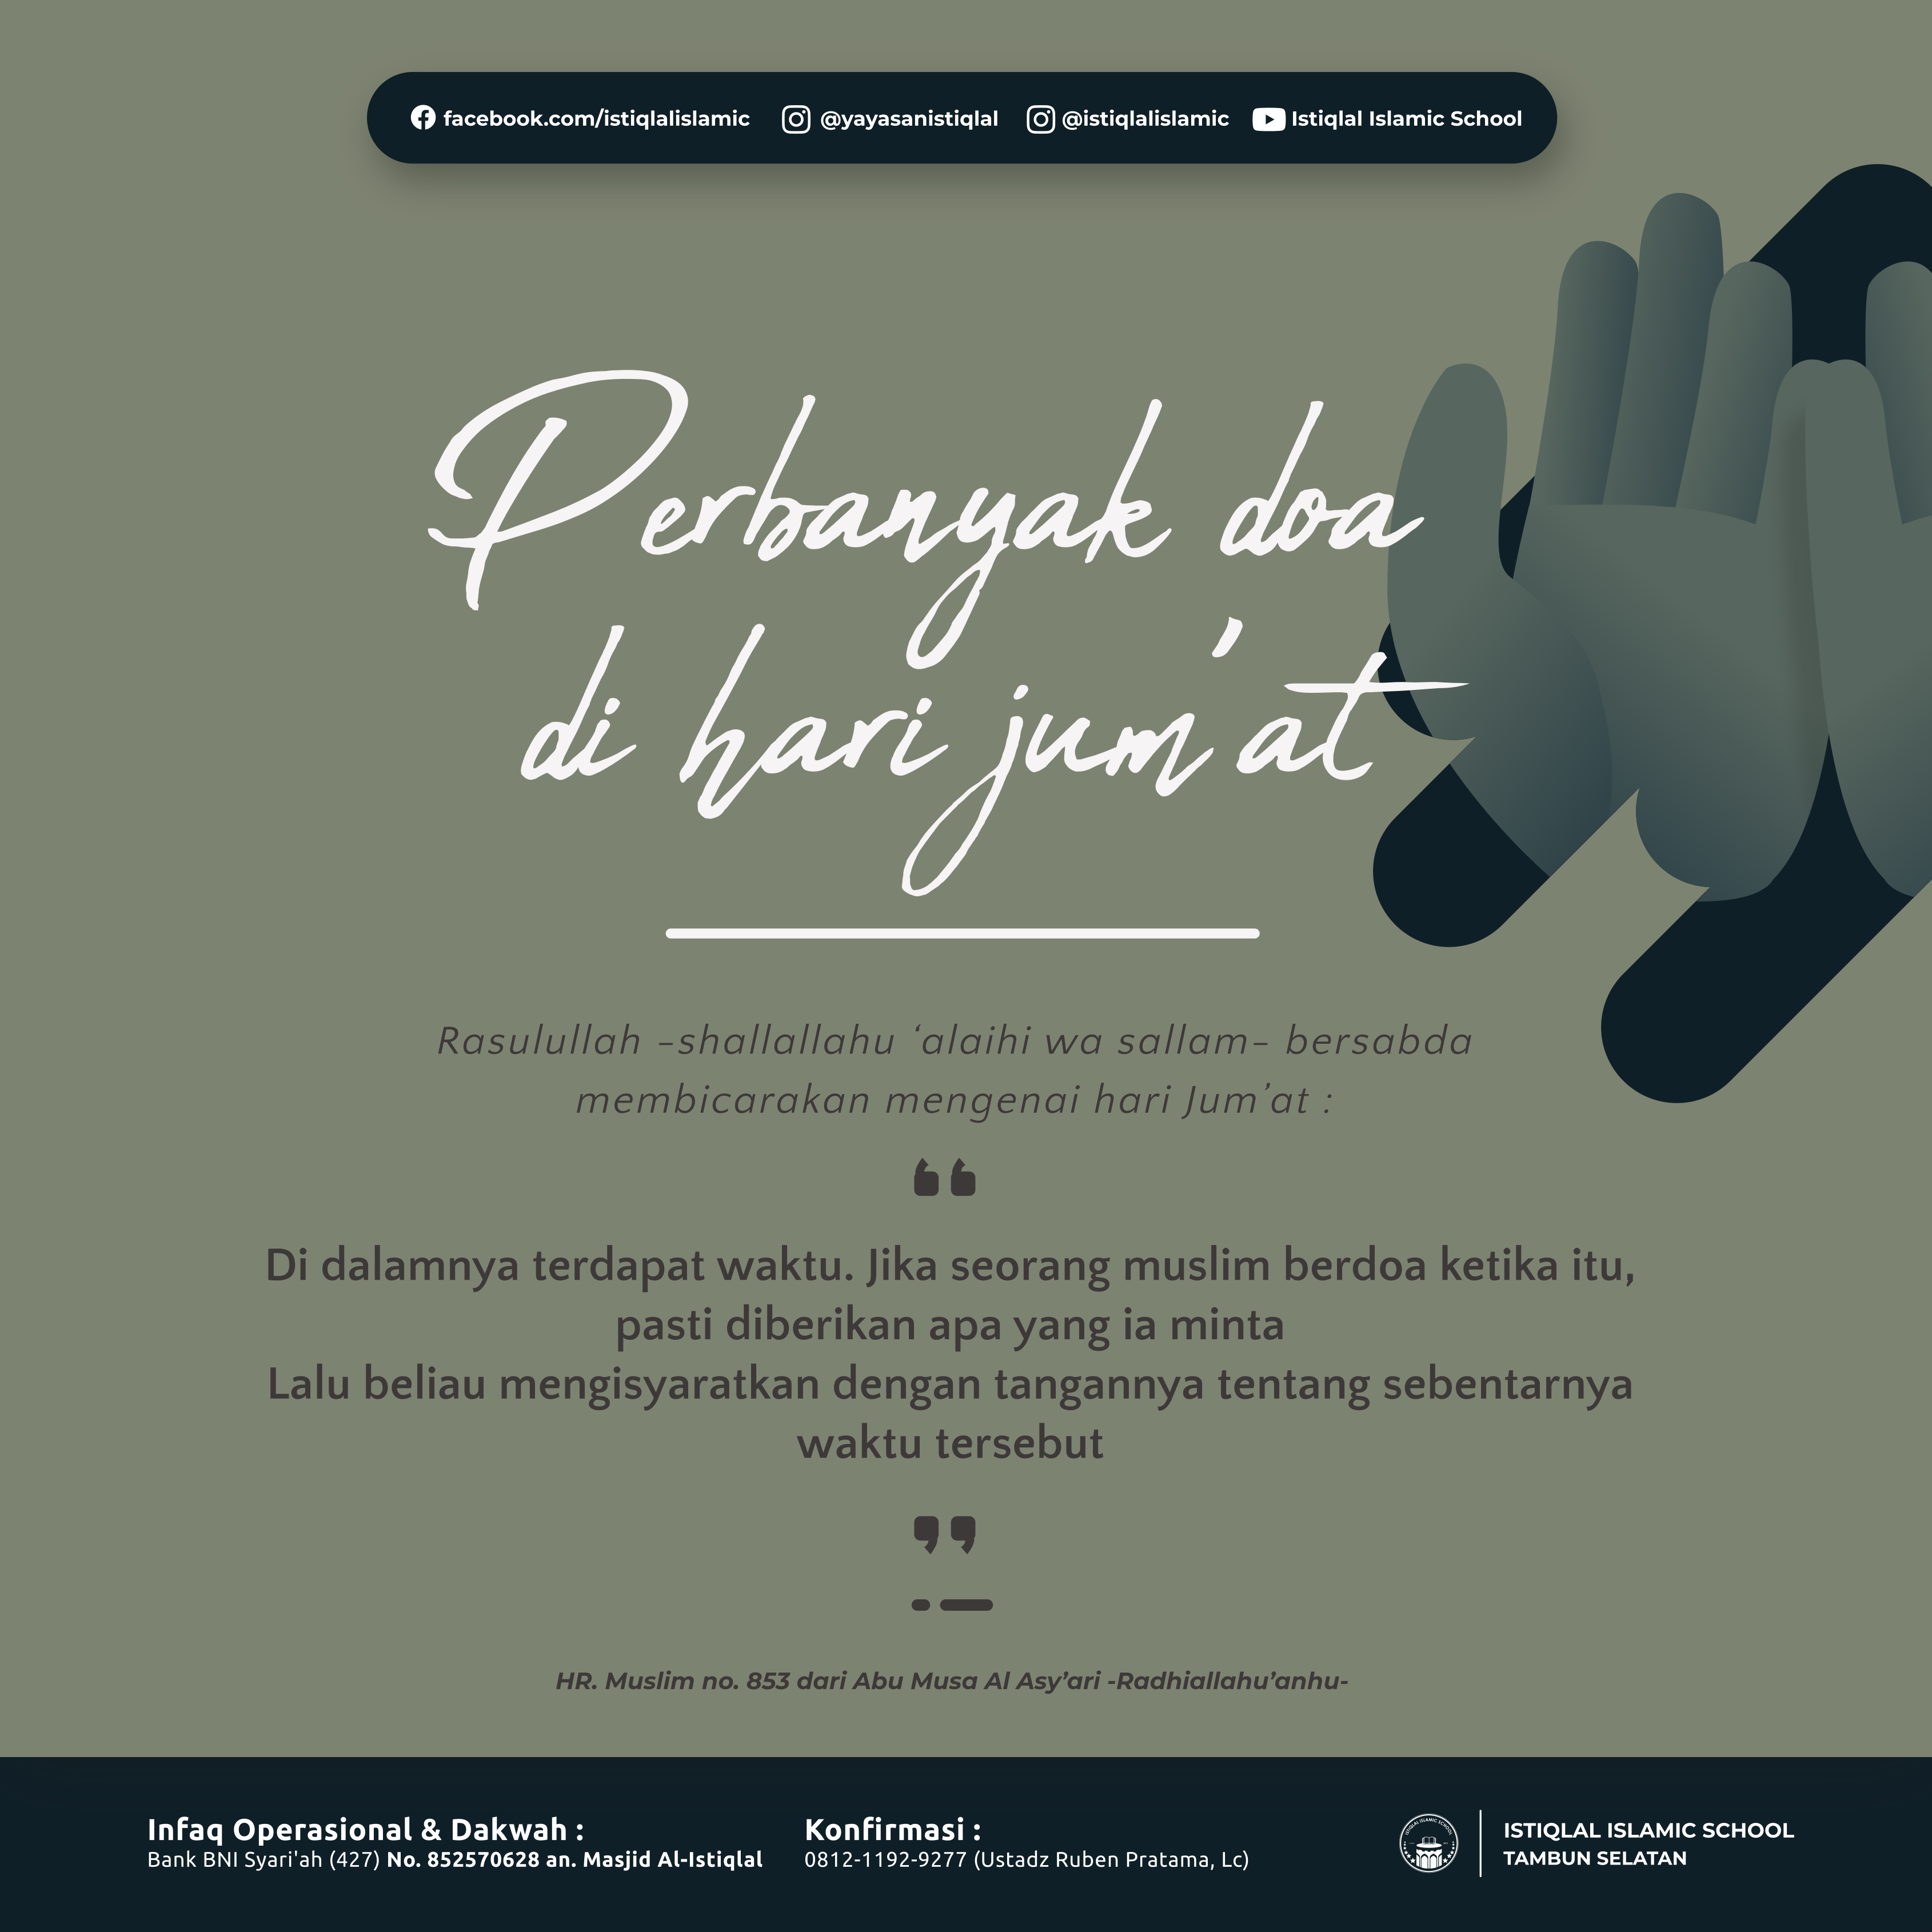 facebook.com/istiqlalislamic @yayasanistiqlal @istiqlalislamic Istiqlal Islamic School
Perbanyak doa
di hari jum’at
Rasulullah -shallallahu ‘alaihi wa sallam- bersabda
membicarakan mengenai hari Jum’at :
“
Di dalamnya terdapat waktu. Jika seorang muslim berdoa ketika itu,
pasti diberikan apa yang ia minta
Lalu beliau mengisyaratkan dengan tangannya tentang sebentarnya
waktu tersebut
”
HR. Muslim no. 853 dari Abu Musa Al Asy’ari -Radhiallahu’anhu-
Infaq Operasional & Dakwah :
Bank BNI Syari'ah (427) No. 852570628 an. Masjid Al-Istiqlal
Konfirmasi :
0812-1192-9277 (Ustadz Ruben Pratama, Lc)
ISTIQLAL ISLAMIC SCHOOL
ISTIQLAL ISLAMIC SCHOOL
TAMBUN SELATAN